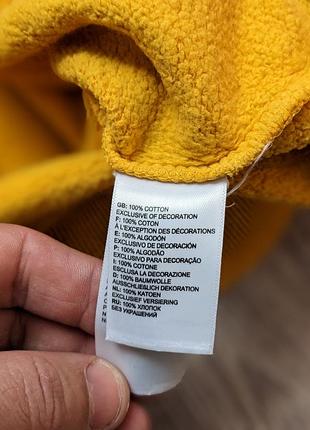 GB: 100% COTTON
EXCLUSIVE OF DECORATION
F: 100% COTON
À L'EXCEPTION DES DÉCORATIONS
E: 100% ALGODÓN
EXCLUSIVO DE DECORACIÓN
P: 100% ALGODÃO
EXCLUSIVO PARA DECORAÇÃO
I: 100% COTONE
ESCLUSA LA DECORAZIONE
D: 100% BAUMWOLLE
AUSSCHLIEßLICH DEKORATION
NL: 100% KATOEN
EXCLUSIEF VERSIERING
RU: 100% ХЛОПОК
БЕЗ УКРАШЕНИЙ